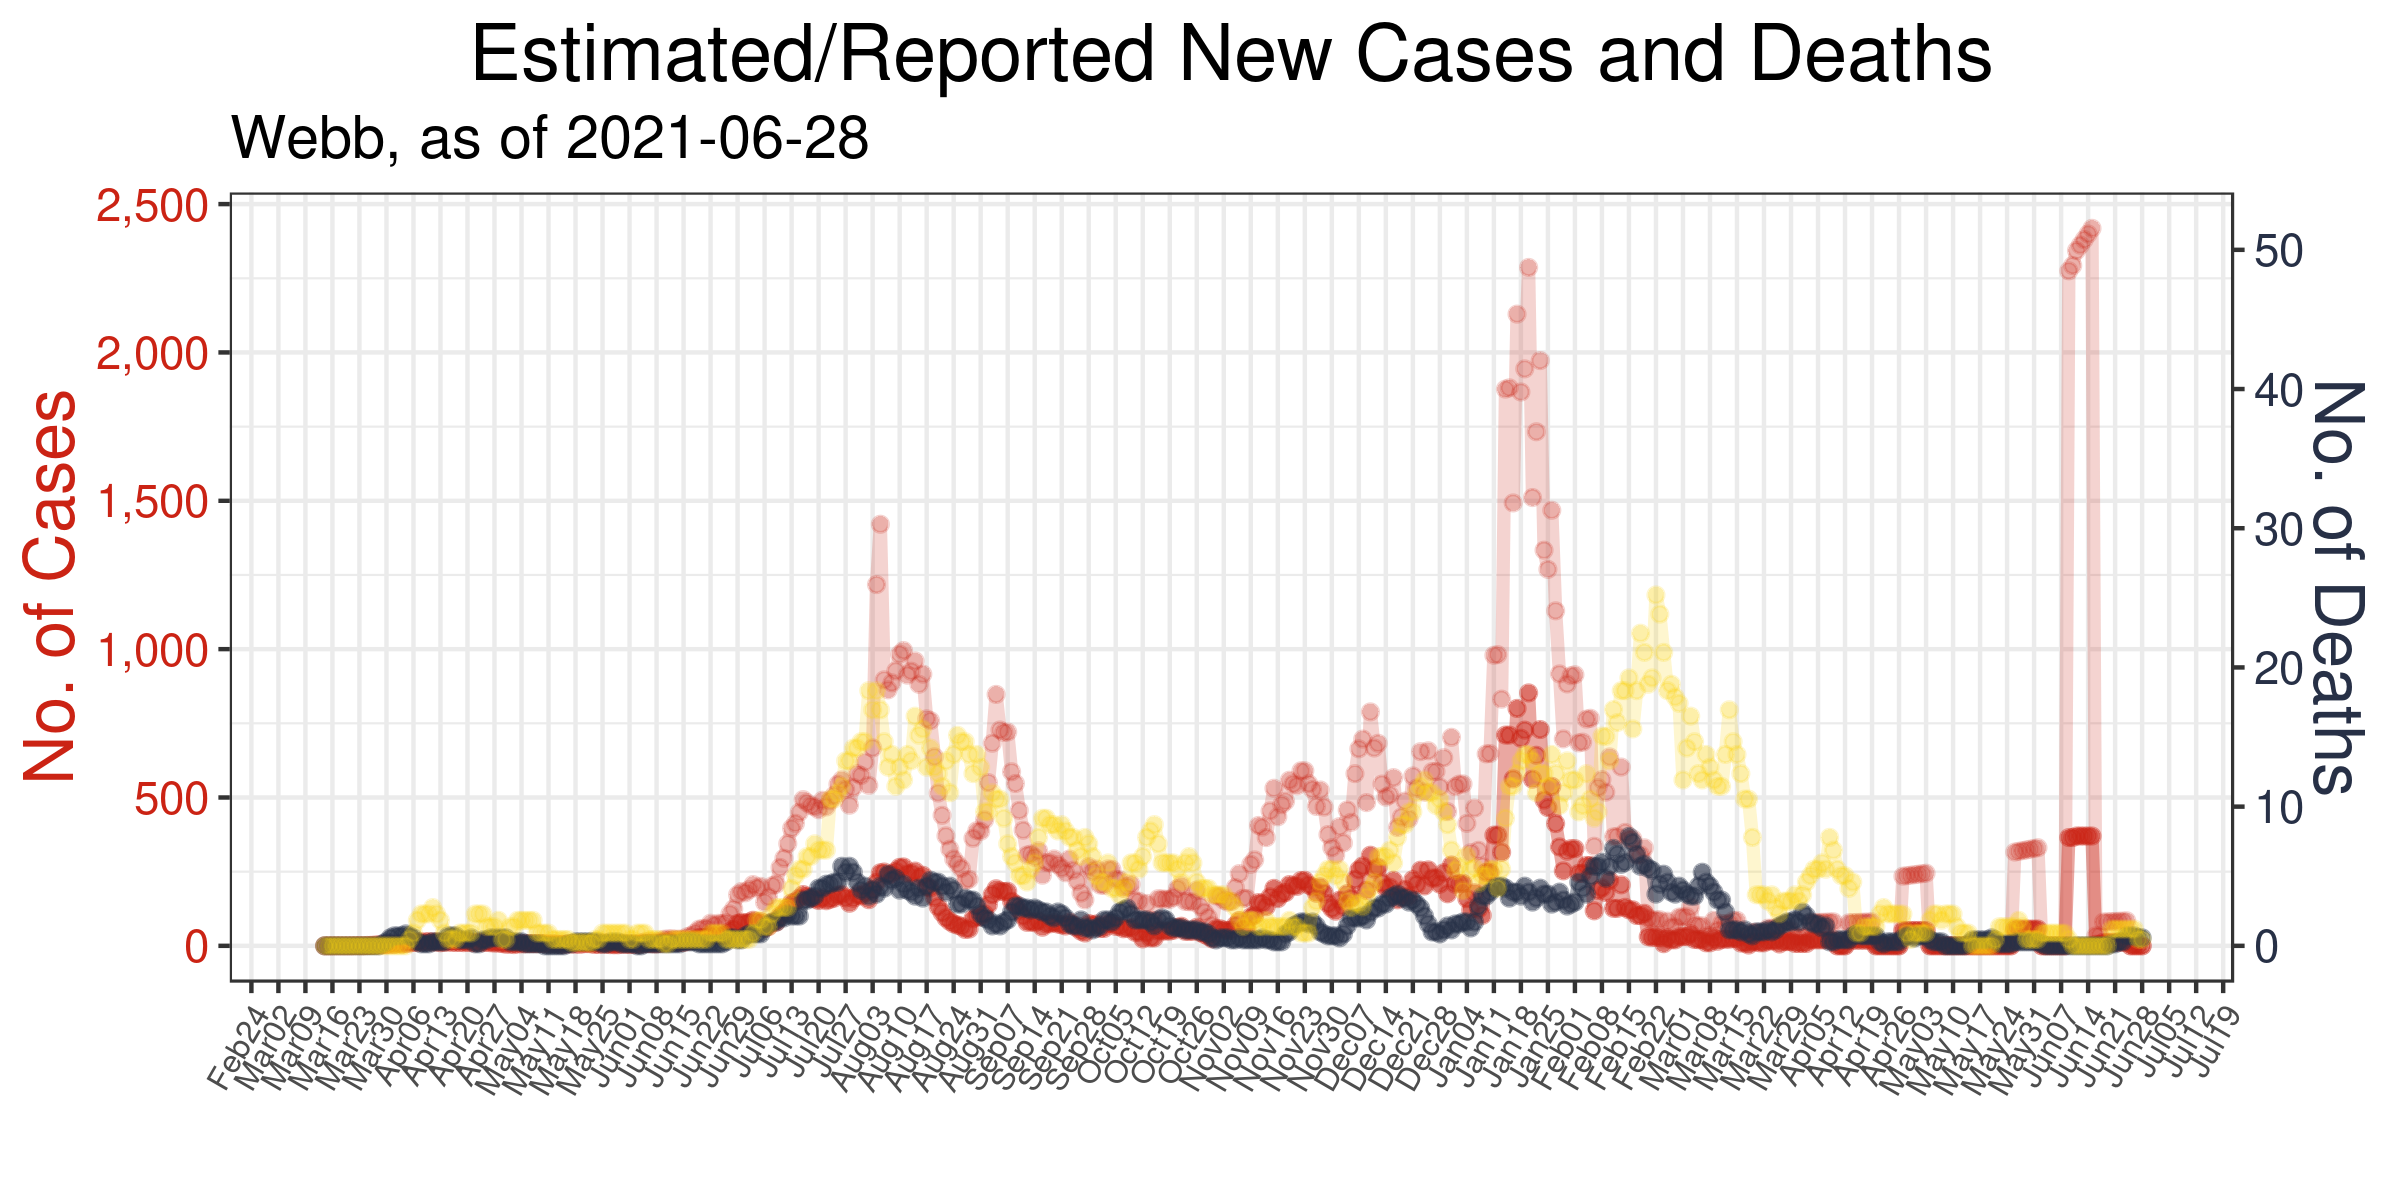 Estimated/Reported New Cases and Deaths
Webb, as of 2021-06-28
No. of Cases
2,500
2,000
1,500
1,000
500
0
50
40
30
20
10
0
No. of Deaths
Feb24
Mar02
Mar09
Mar16
Mar23
Mar30
Apr06
Apr13
Apr20
Apr27
May04
May11
May18
May25
Jun01
Jun08
Jun15
Jun22
Jun29
Jul06
Jul13
Jul20
Jul27
Aug03
Aug10
Aug17
Aug24
Aug31
Sep07
Sep14
Sep21
Sep28
Oct05
Oct12
Oct19
Oct26
Nov02
Nov09
Nov16
Nov23
Nov30
Dec07
Dec14
Dec21
Dec28
Dec04
Jan11
Jan18
Jan25
Feb01
Feb08
Feb15
Feb22
Mar01
Mar08
Mar15
Mar22
Mar29
Apr05
Apr12
Apr19
Apr26
May03
May10
May17
May24
May31
May07
Jun14
Jun21
Jun28
Jun05
Jul12
Jul19